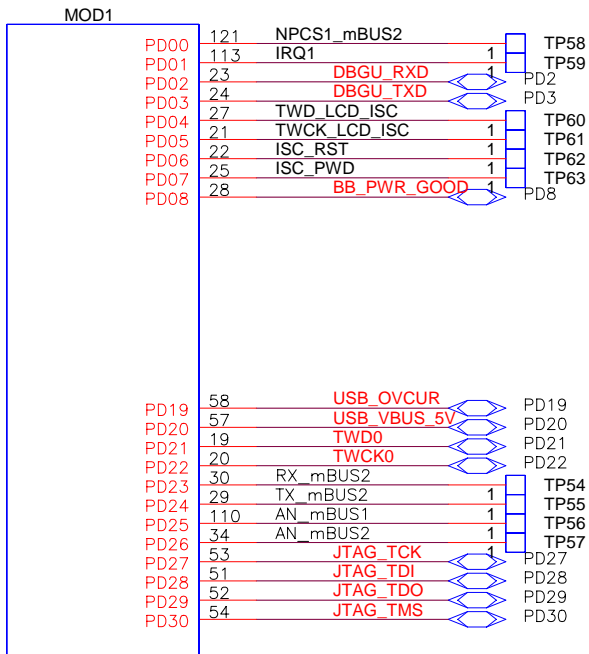 MOD1
PD00 121 NPCS1_mBUS2 1 TP58
PD01 113 IRQ1 1 TP59
PD02 23 DBGU_RXD PD2
PD03 24 DBGU_TXD PD3
PD04 27 TWD_LCD_ISC 1 TP60
PD05 21 TWCK_LCD_ISC 1 TP61
PD06 22 ISC_RST 1 TP62
PD07 25 ISC_PWD 1 TP63
PD08 28 BB_PWR_GOOD PD8
PD19 58 USB_OVCUR PD19
PD20 57 USB_VBUS_5V PD20
PD21 19 TWD0 PD21
PD22 20 TWCK0 PD22
PD23 30 RX_mBUS2 1 TP54
PD24 29 TX_mBUS2 1 TP55
PD25 110 AN_mBUS1 1 TP56
PD26 34 AN_mBUS2 1 TP57
PD27 53 JTAG_TCK PD27
PD28 51 JTAG_TDI PD28
PD29 52 JTAG_TDO PD29
PD30 54 JTAG_TMS PD30